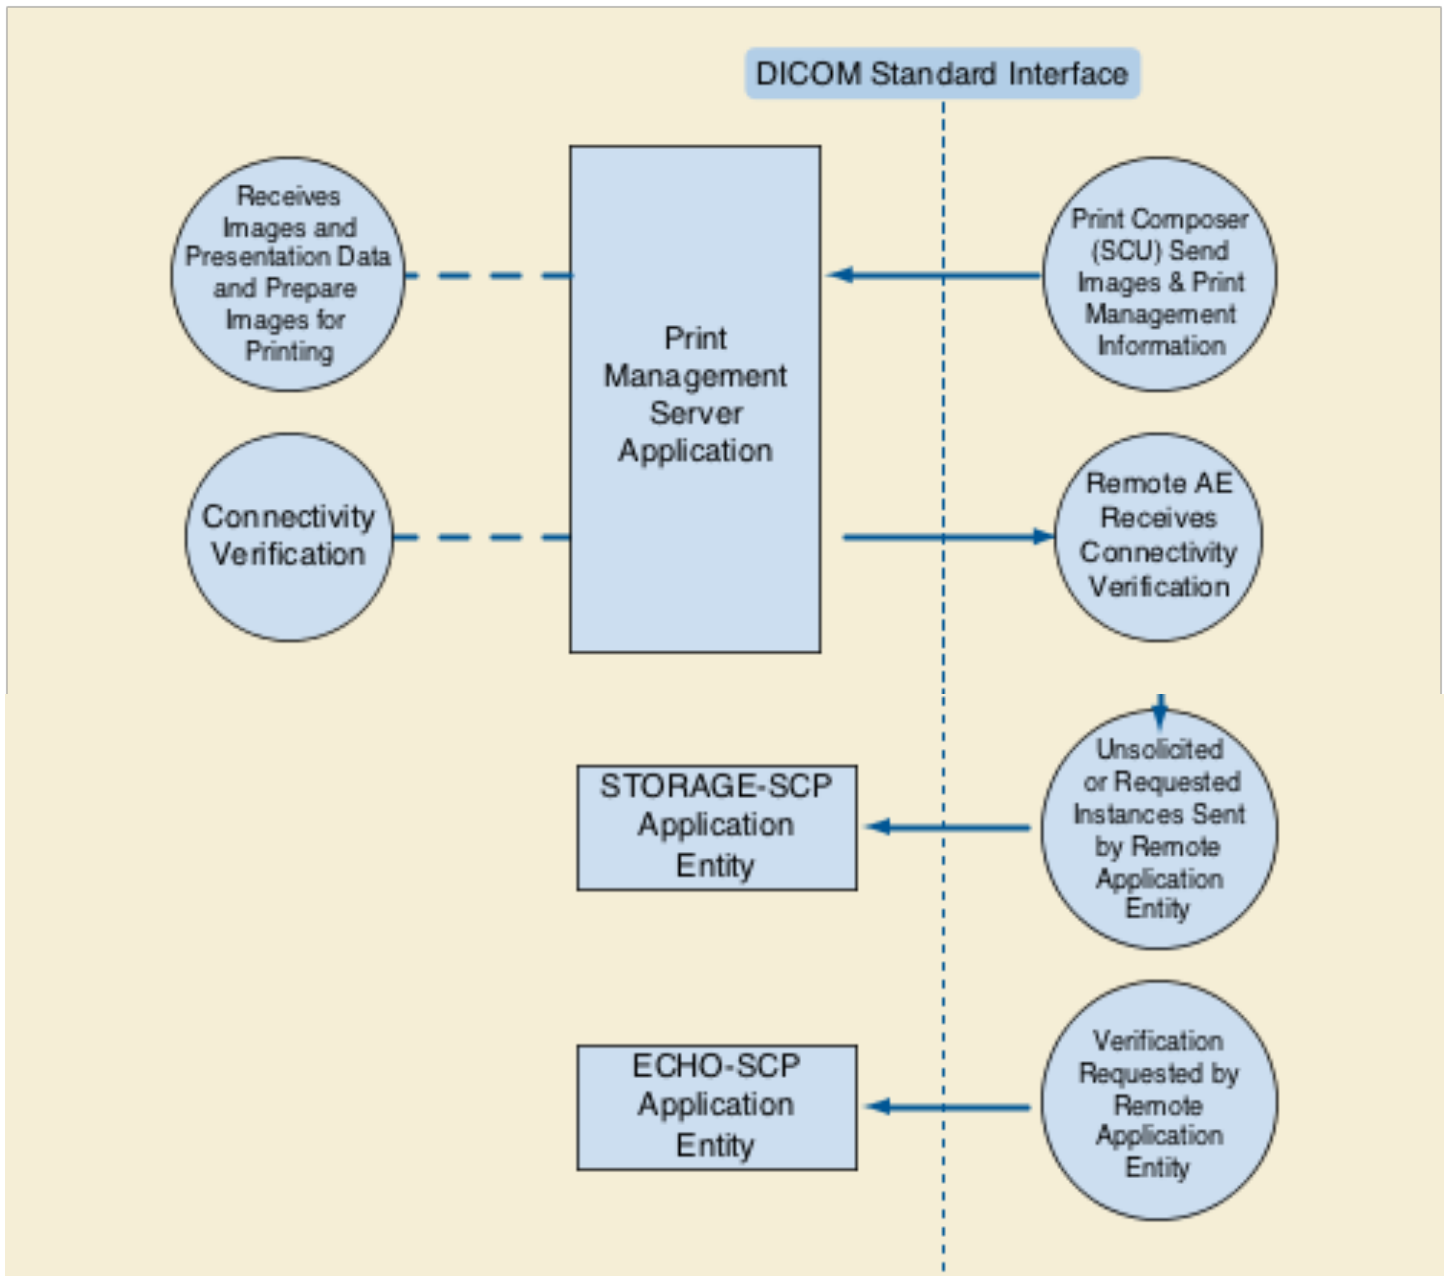 DICOM Standard Interface
Receives
Images and
Presentation Data
and Prepare
Images for
Printing
Print
Management
Server
Application
Print Composer
(SCU) Send
Images & Print
Management
Information
Connectivity
Verification
Remote AE
Receives
Connectivity
Verification
STORAGE-SCP
Application
Entity
Unsolicited
or Requested
Instances Sent
by Remote
Application
Entity
ECHO-SCP
Application
Entity
Verification
Requested by
Remote
Application
Entity